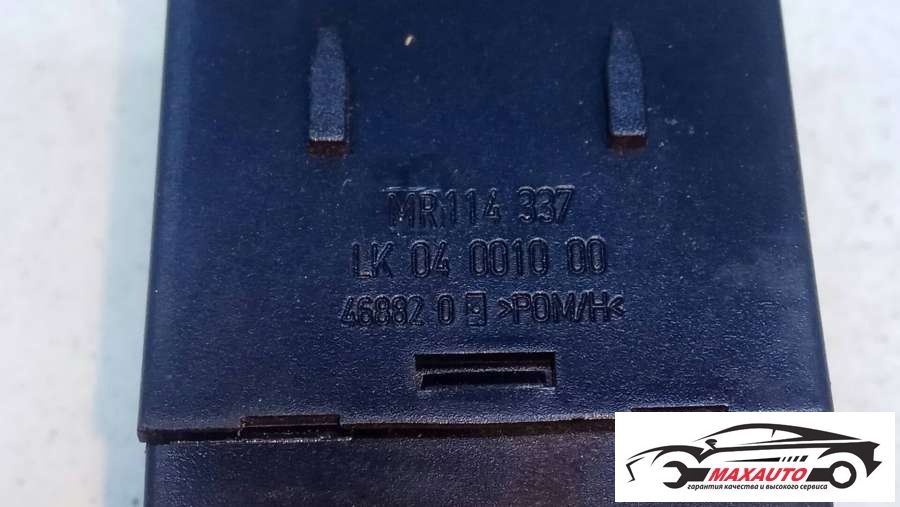 MR114 337
LK 04 0010 00
46882 0 >POM/H<
MAXAUTO
гарантия качества и высокого сервиса